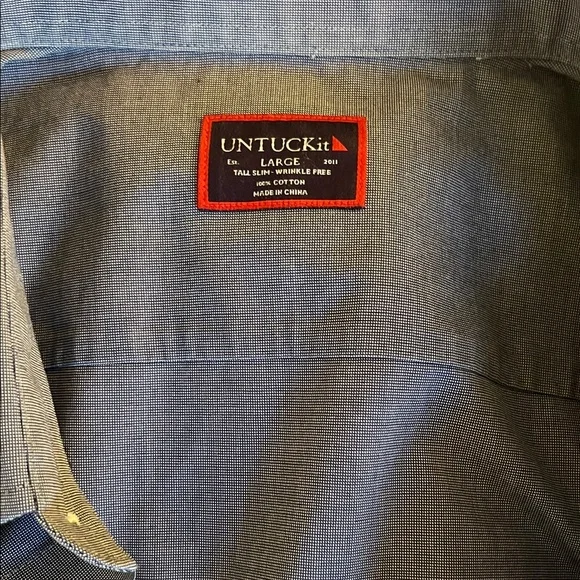 UNTUCKit
Est. LARGE 2011
TALL SLIM - WRINKLE FREE
100% COTTON
MADE IN CHINA